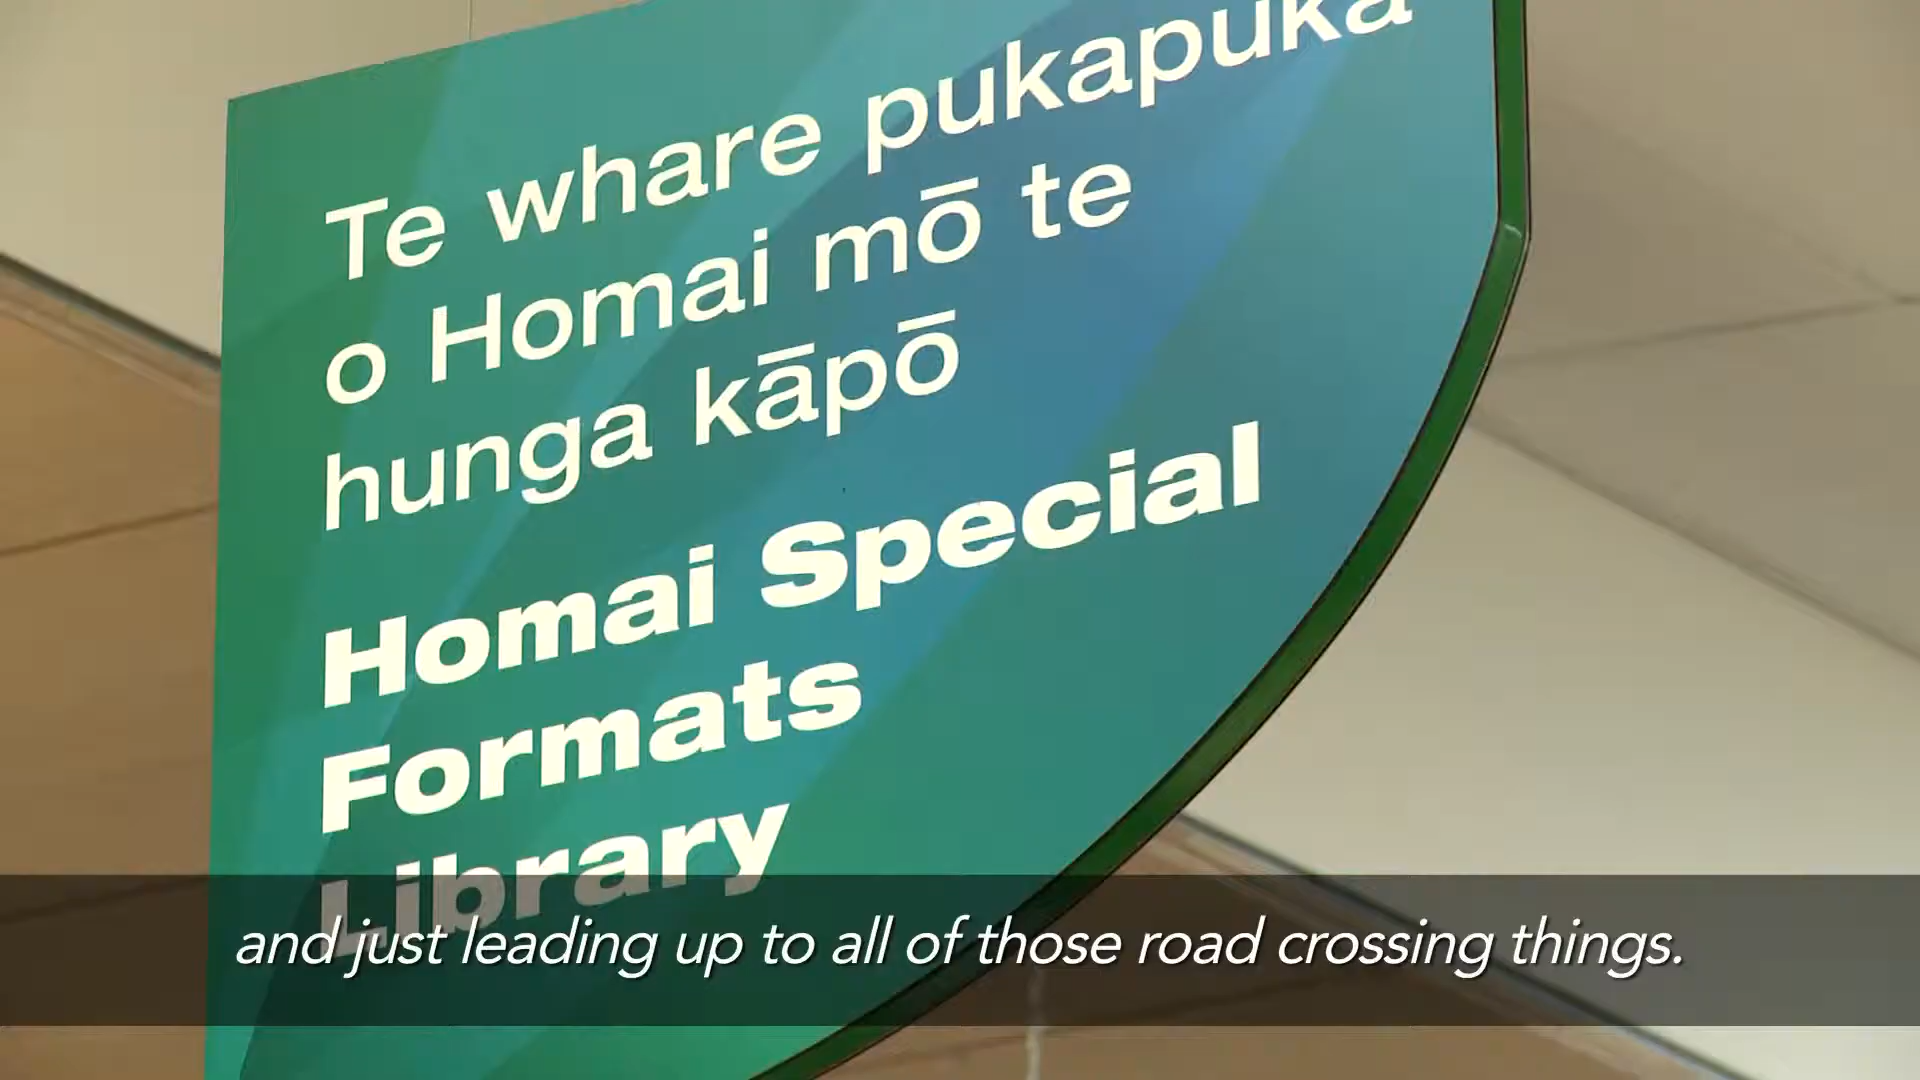 Te whare pukapuka
o Homai mō te
hunga kāpō
Homai Special
Formats
Library
and just leading up to all of those road crossing things.